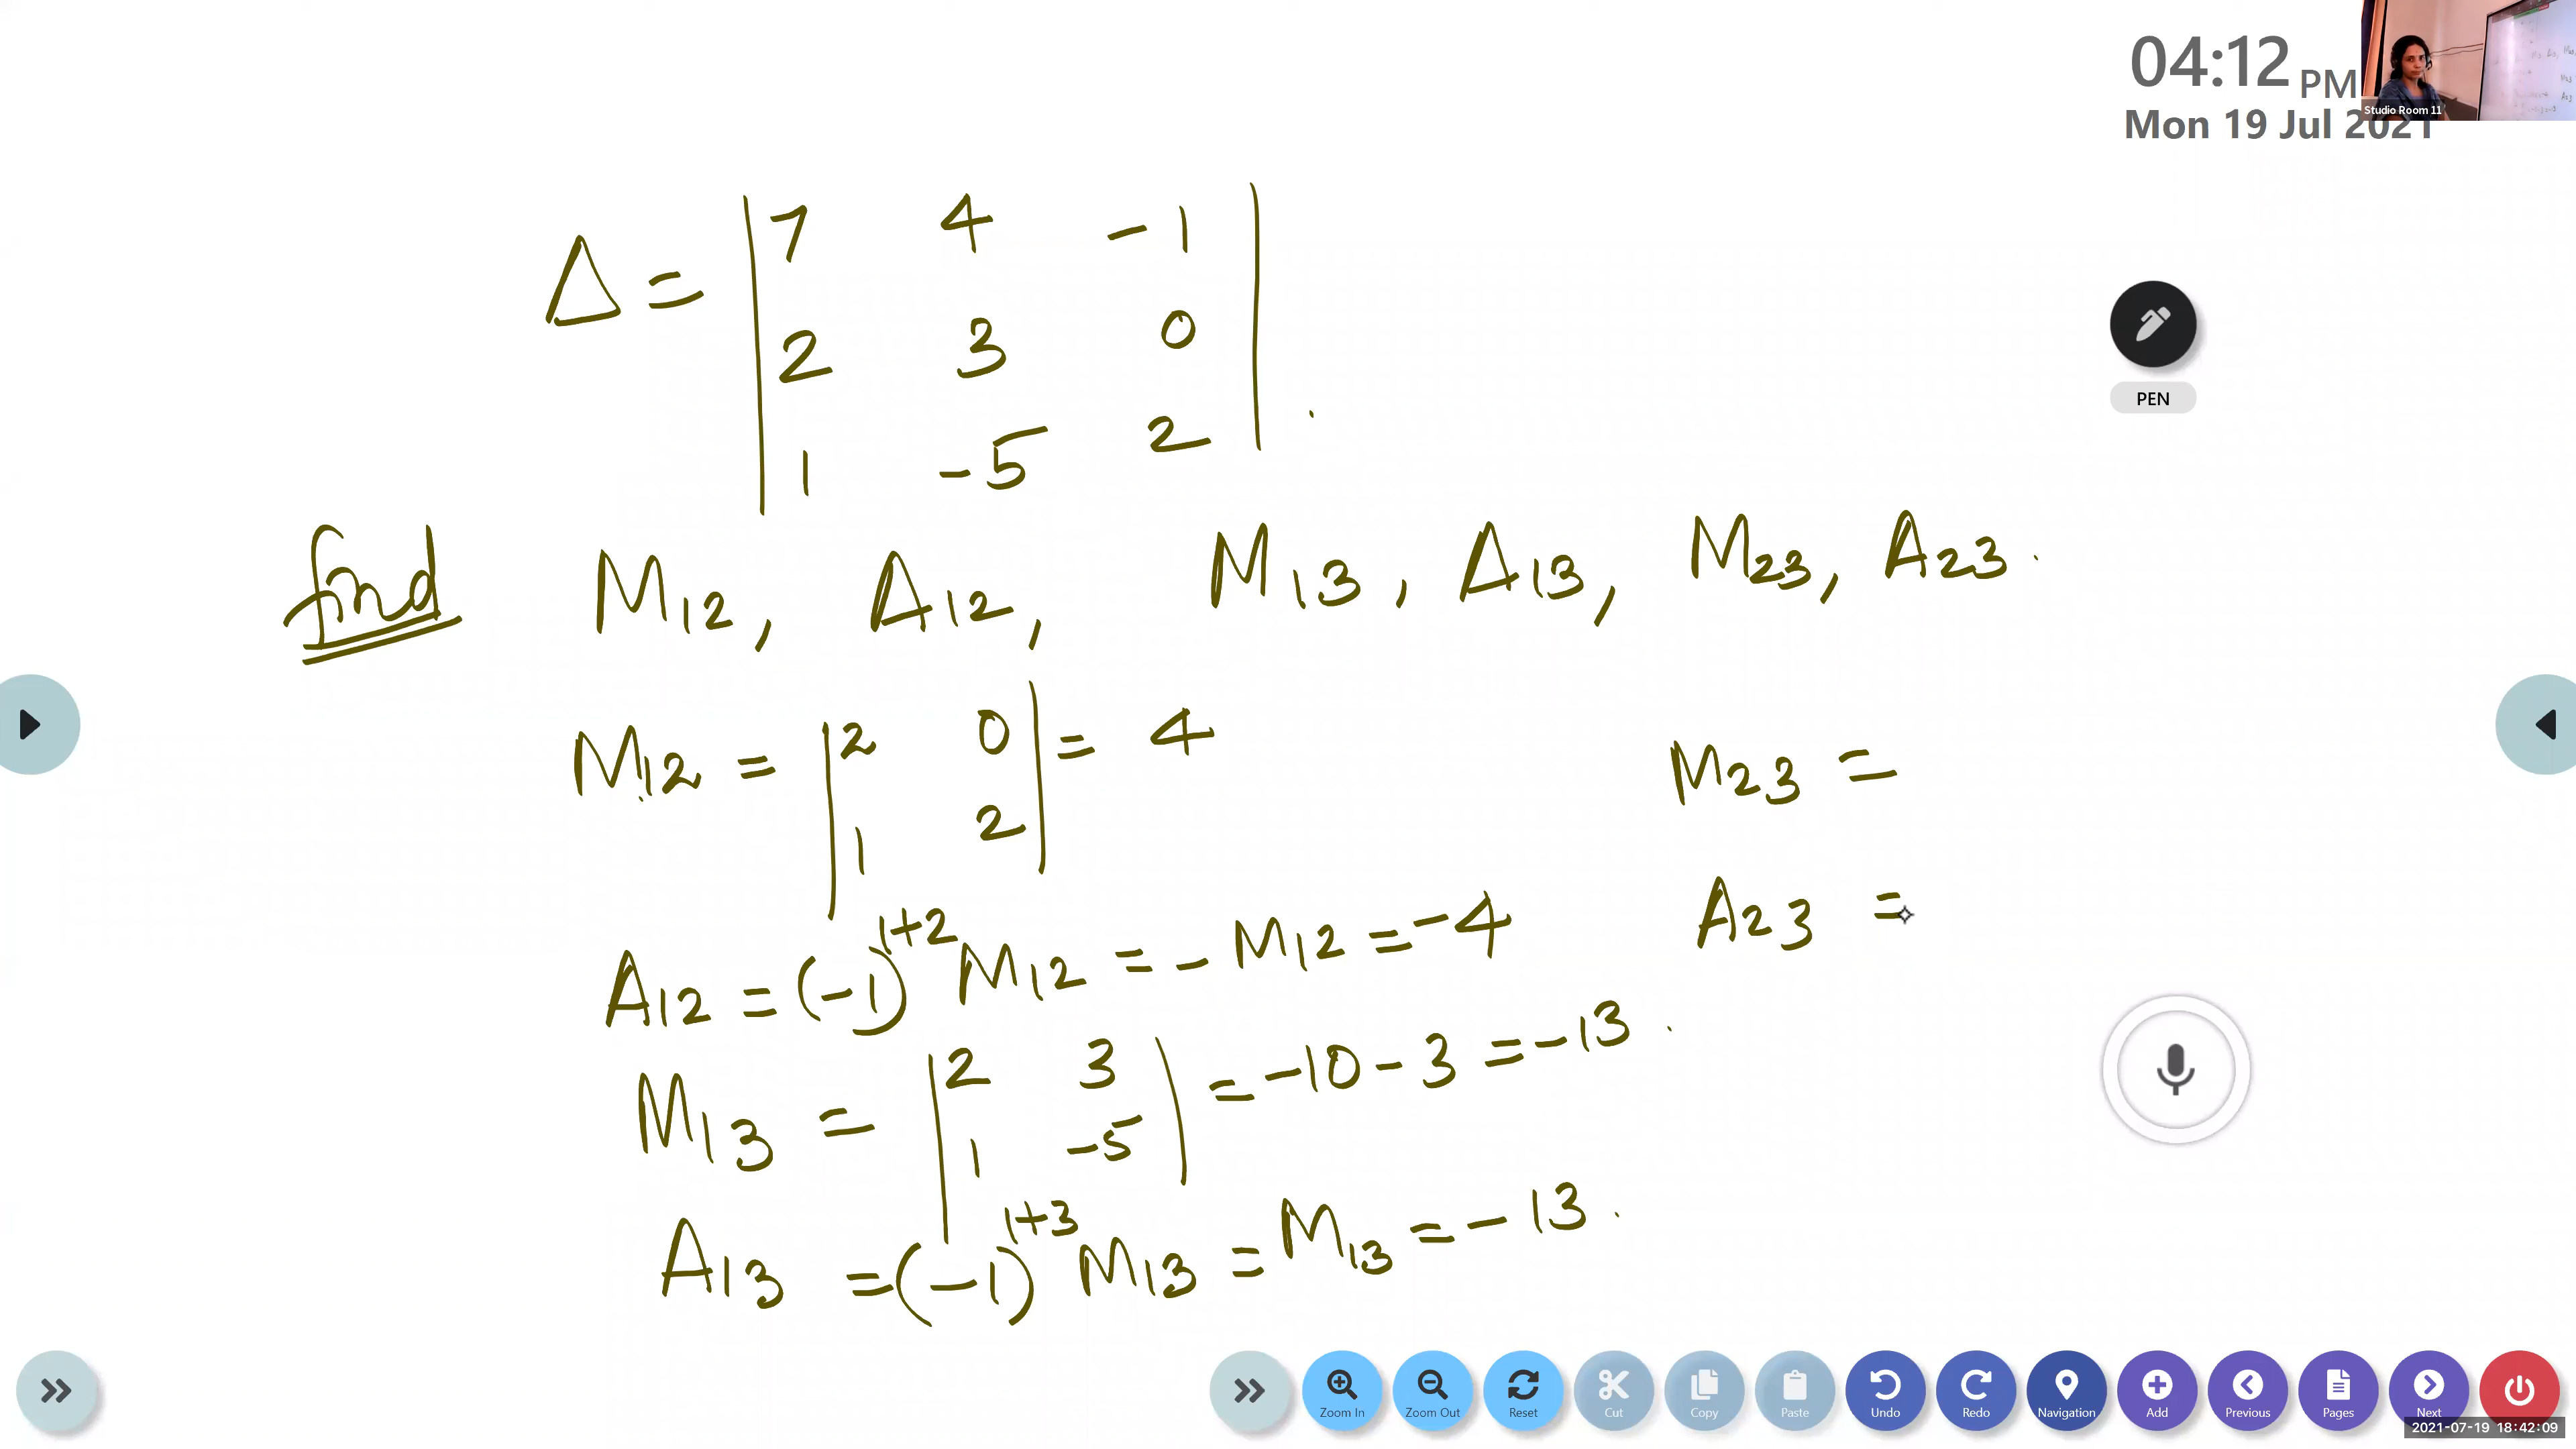 04:12 PM
Studio Room 11
Mon 19 Jul 2021
Δ = | 7 4 -1 |
| 2 3 0 |
| 1 -5 2 | .
PEN
find M12, A12, M13, A13, M23, A23.
M12 = | 2 0 | = 4
| 1 2 |
M23 =
A23 =
A12 = (-1)^1+2 M12 = - M12 = -4
M13 = | 2 3 | = -10 - 3 = -13 .
| 1 -5 |
A13 = (-1)^1+3 M13 = M13 = -13 .
Zoom In Zoom Out Reset Cut Copy Paste Undo Redo Navigation Add Previous Pages Next
2021-07-19 18:42:09